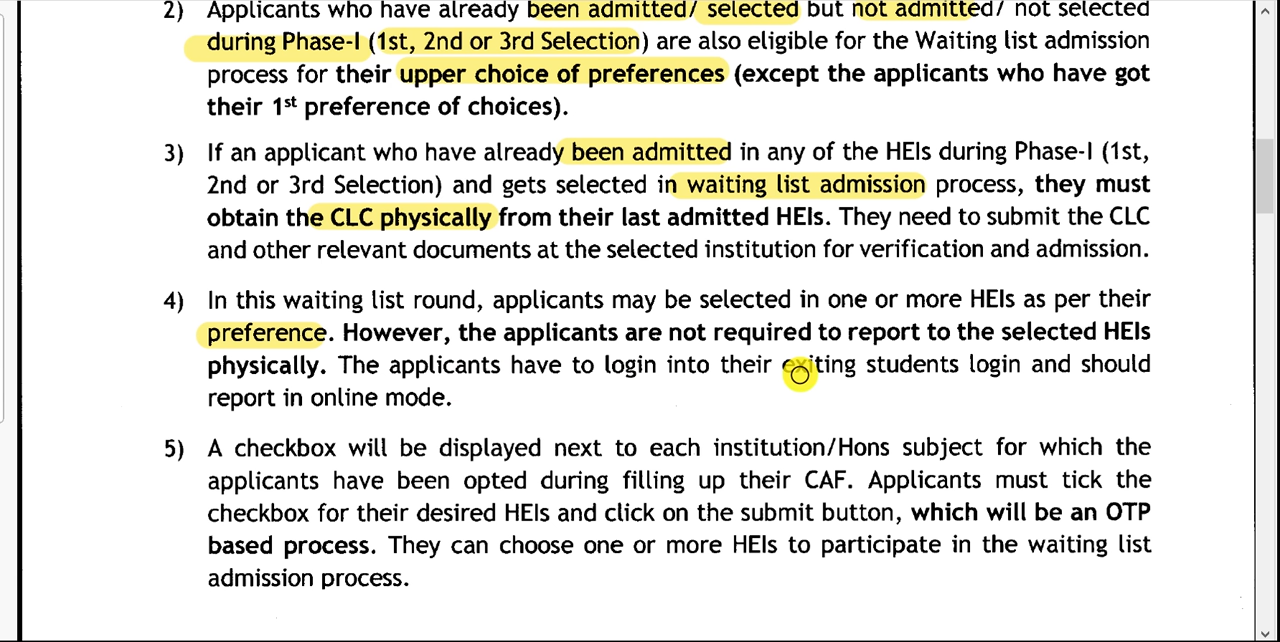 2) Applicants who have already been admitted/ selected but not admitted/ not selected
during Phase-I (1st, 2nd or 3rd Selection) are also eligible for the Waiting list admission
process for their upper choice of preferences (except the applicants who have got
their 1st preference of choices).
3) If an applicant who have already been admitted in any of the HEIs during Phase-I (1st,
2nd or 3rd Selection) and gets selected in waiting list admission process, they must
obtain the CLC physically from their last admitted HEIs. They need to submit the CLC
and other relevant documents at the selected institution for verification and admission.
4) In this waiting list round, applicants may be selected in one or more HEIs as per their
preference. However, the applicants are not required to report to the selected HEIs
physically. The applicants have to login into their exiting students login and should
report in online mode.
5) A checkbox will be displayed next to each institution/Hons subject for which the
applicants have been opted during filling up their CAF. Applicants must tick the
checkbox for their desired HEIs and click on the submit button, which will be an OTP
based process. They can choose one or more HEIs to participate in the waiting list
admission process.